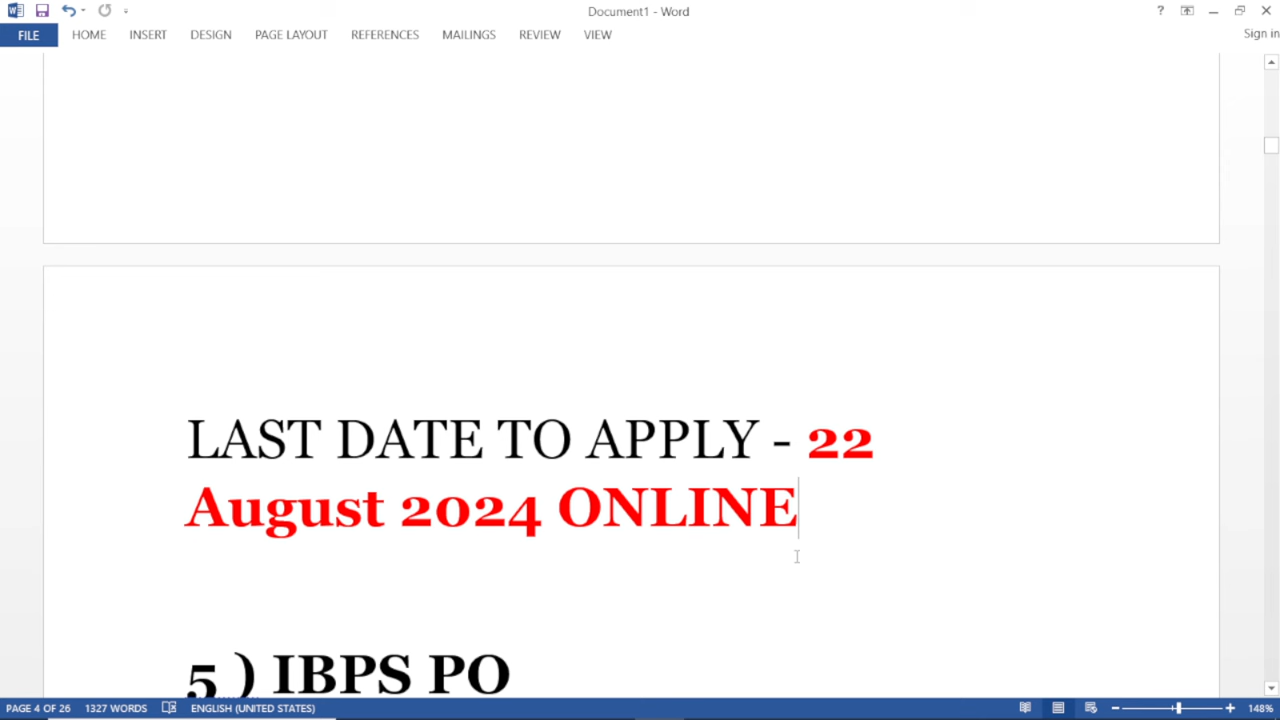 Document1 - Word
?
FILE HOME INSERT DESIGN PAGE LAYOUT REFERENCES MAILINGS REVIEW VIEW Sign in
LAST DATE TO APPLY - 22
August 2024 ONLINE
5 ) IBPS PO
PAGE 4 OF 26 1327 WORDS ENGLISH (UNITED STATES) 148%